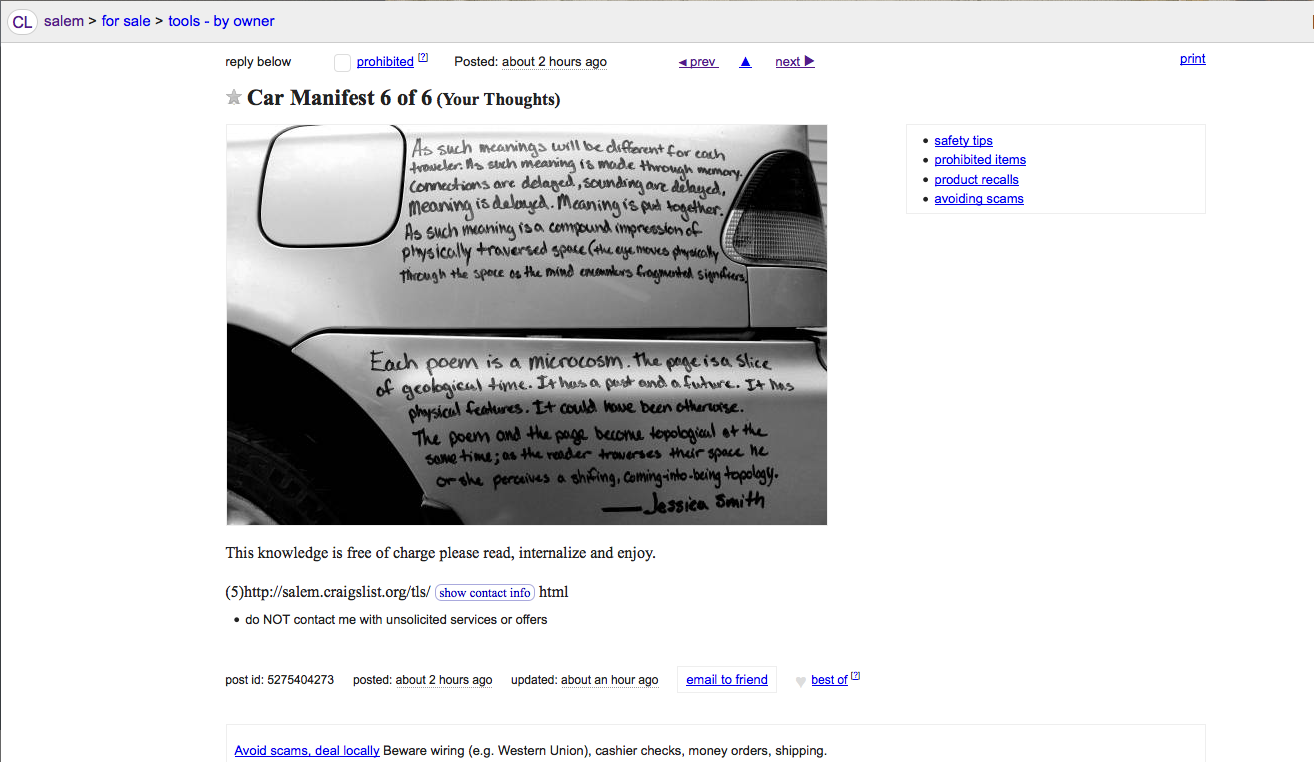 CL salem > for sale > tools - by owner
reply below prohibited [?] Posted: about 2 hours ago ◀ prev ▲ next ▶ print
★ Car Manifest 6 of 6 (Your Thoughts)
As such meanings will be different for each
traveler. As such meaning is made through memory.
Connections are delayed, sounding are delayed,
Meaning is delayed. Meaning is put together.
As such meaning is a compound impression of
physically traversed space (the eye moves physically
through the space as the mind encounters fragmented signifiers.
Each poem is a microcosm. The page is a slice
of geological time. It has a past and a future. It has
physical features. It could have been otherwise.
The poem and the page become topological at the
same time; as the reader traverses their space he
or she perceives a shifing, coming-into-being topology.
—Jessica Smith
safety tips
prohibited items
product recalls
avoiding scams
This knowledge is free of charge please read, internalize and enjoy.
(5)http://salem.craigslist.org/tls/ show contact info html
do NOT contact me with unsolicited services or offers
post id: 5275404273 posted: about 2 hours ago updated: about an hour ago email to friend ♥ best of [?]
Avoid scams, deal locally Beware wiring (e.g. Western Union), cashier checks, money orders, shipping.